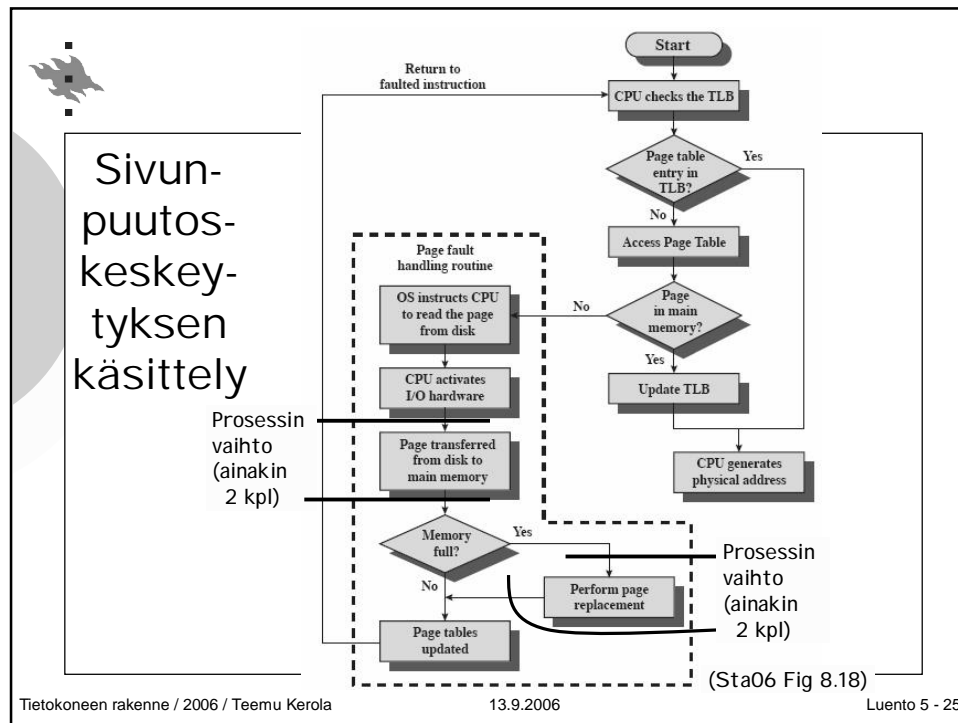 Sivun-
puutos-
keskey-
tyksen
käsittely
Start
Return to
faulted instruction
CPU checks the TLB
Page table
entry in
TLB?
Yes
No
Access Page Table
Page fault
handling routine
OS instructs CPU
to read the page
from disk
No
Page
in main
memory?
Yes
CPU activates
I/O hardware
Update TLB
Prosessin
vaihto
(ainakin
2 kpl)
Page transferred
from disk to
main memory
CPU generates
physical address
Memory
full?
Yes
No
Perform page
replacement
Prosessin
vaihto
(ainakin
2 kpl)
Page tables
updated
(Sta06 Fig 8.18)
Tietokoneen rakenne / 2006 / Teemu Kerola 13.9.2006 Luento 5 - 25